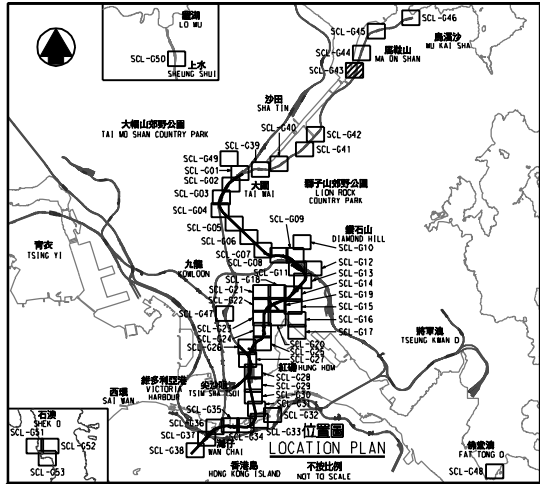 羅湖
LO WU
SCL-G50
上水
SHEUNG SHUI
SCL-G46
SCL-G45
烏溪沙
WU KAI SHA
SCL-G44
馬鞍山
MA ON SHAN
SCL-G43
沙田
SHA TIN
大帽山郊野公園
TAI MO SHAN COUNTRY PARK
SCL-G40
SCL-G39
SCL-G42
SCL-G41
SCL-G49
SCL-G01
SCL-G02
SCL-G03
SCL-G04
大圍
TAI WAI
獅子山郊野公園
LION ROCK
COUNTRY PARK
SCL-G05
SCL-G06
SCL-G07
SCL-G08
SCL-G09
鑽石山
DIAMOND HILL
SCL-G10
SCL-G11
SCL-G12
SCL-G13
SCL-G14
SCL-G19
SCL-G15
SCL-G16
SCL-G17
青衣
TSING YI
九龍
KOWLOON
SCL-G18
SCL-G21
SCL-G22
SCL-G47
SCL-G23
SCL-G24
SCL-G26
SCL-G20
SCL-G27
紅磡
HUNG HOM
SCL-G28
SCL-G29
SCL-G30
SCL-G32
SCL-G33
SCL-G34
將軍澳
TSEUNG KWAN O
西環
SAI WAN
維多利亞港
VICTORIA
HARBOUR
尖沙咀
TSIM SHA TSUI
SCL-G35
SCL-G36
SCL-G37
SCL-G38
灣仔
WAN CHAI
香港島
HONG KONG ISLAND
石澳
SHEK O
SCL-G51
SCL-G52
SCL-G53
佛堂澳
FAT TONG O
SCL-G48
位置圖
LOCATION PLAN
不按比例
NOT TO SCALE